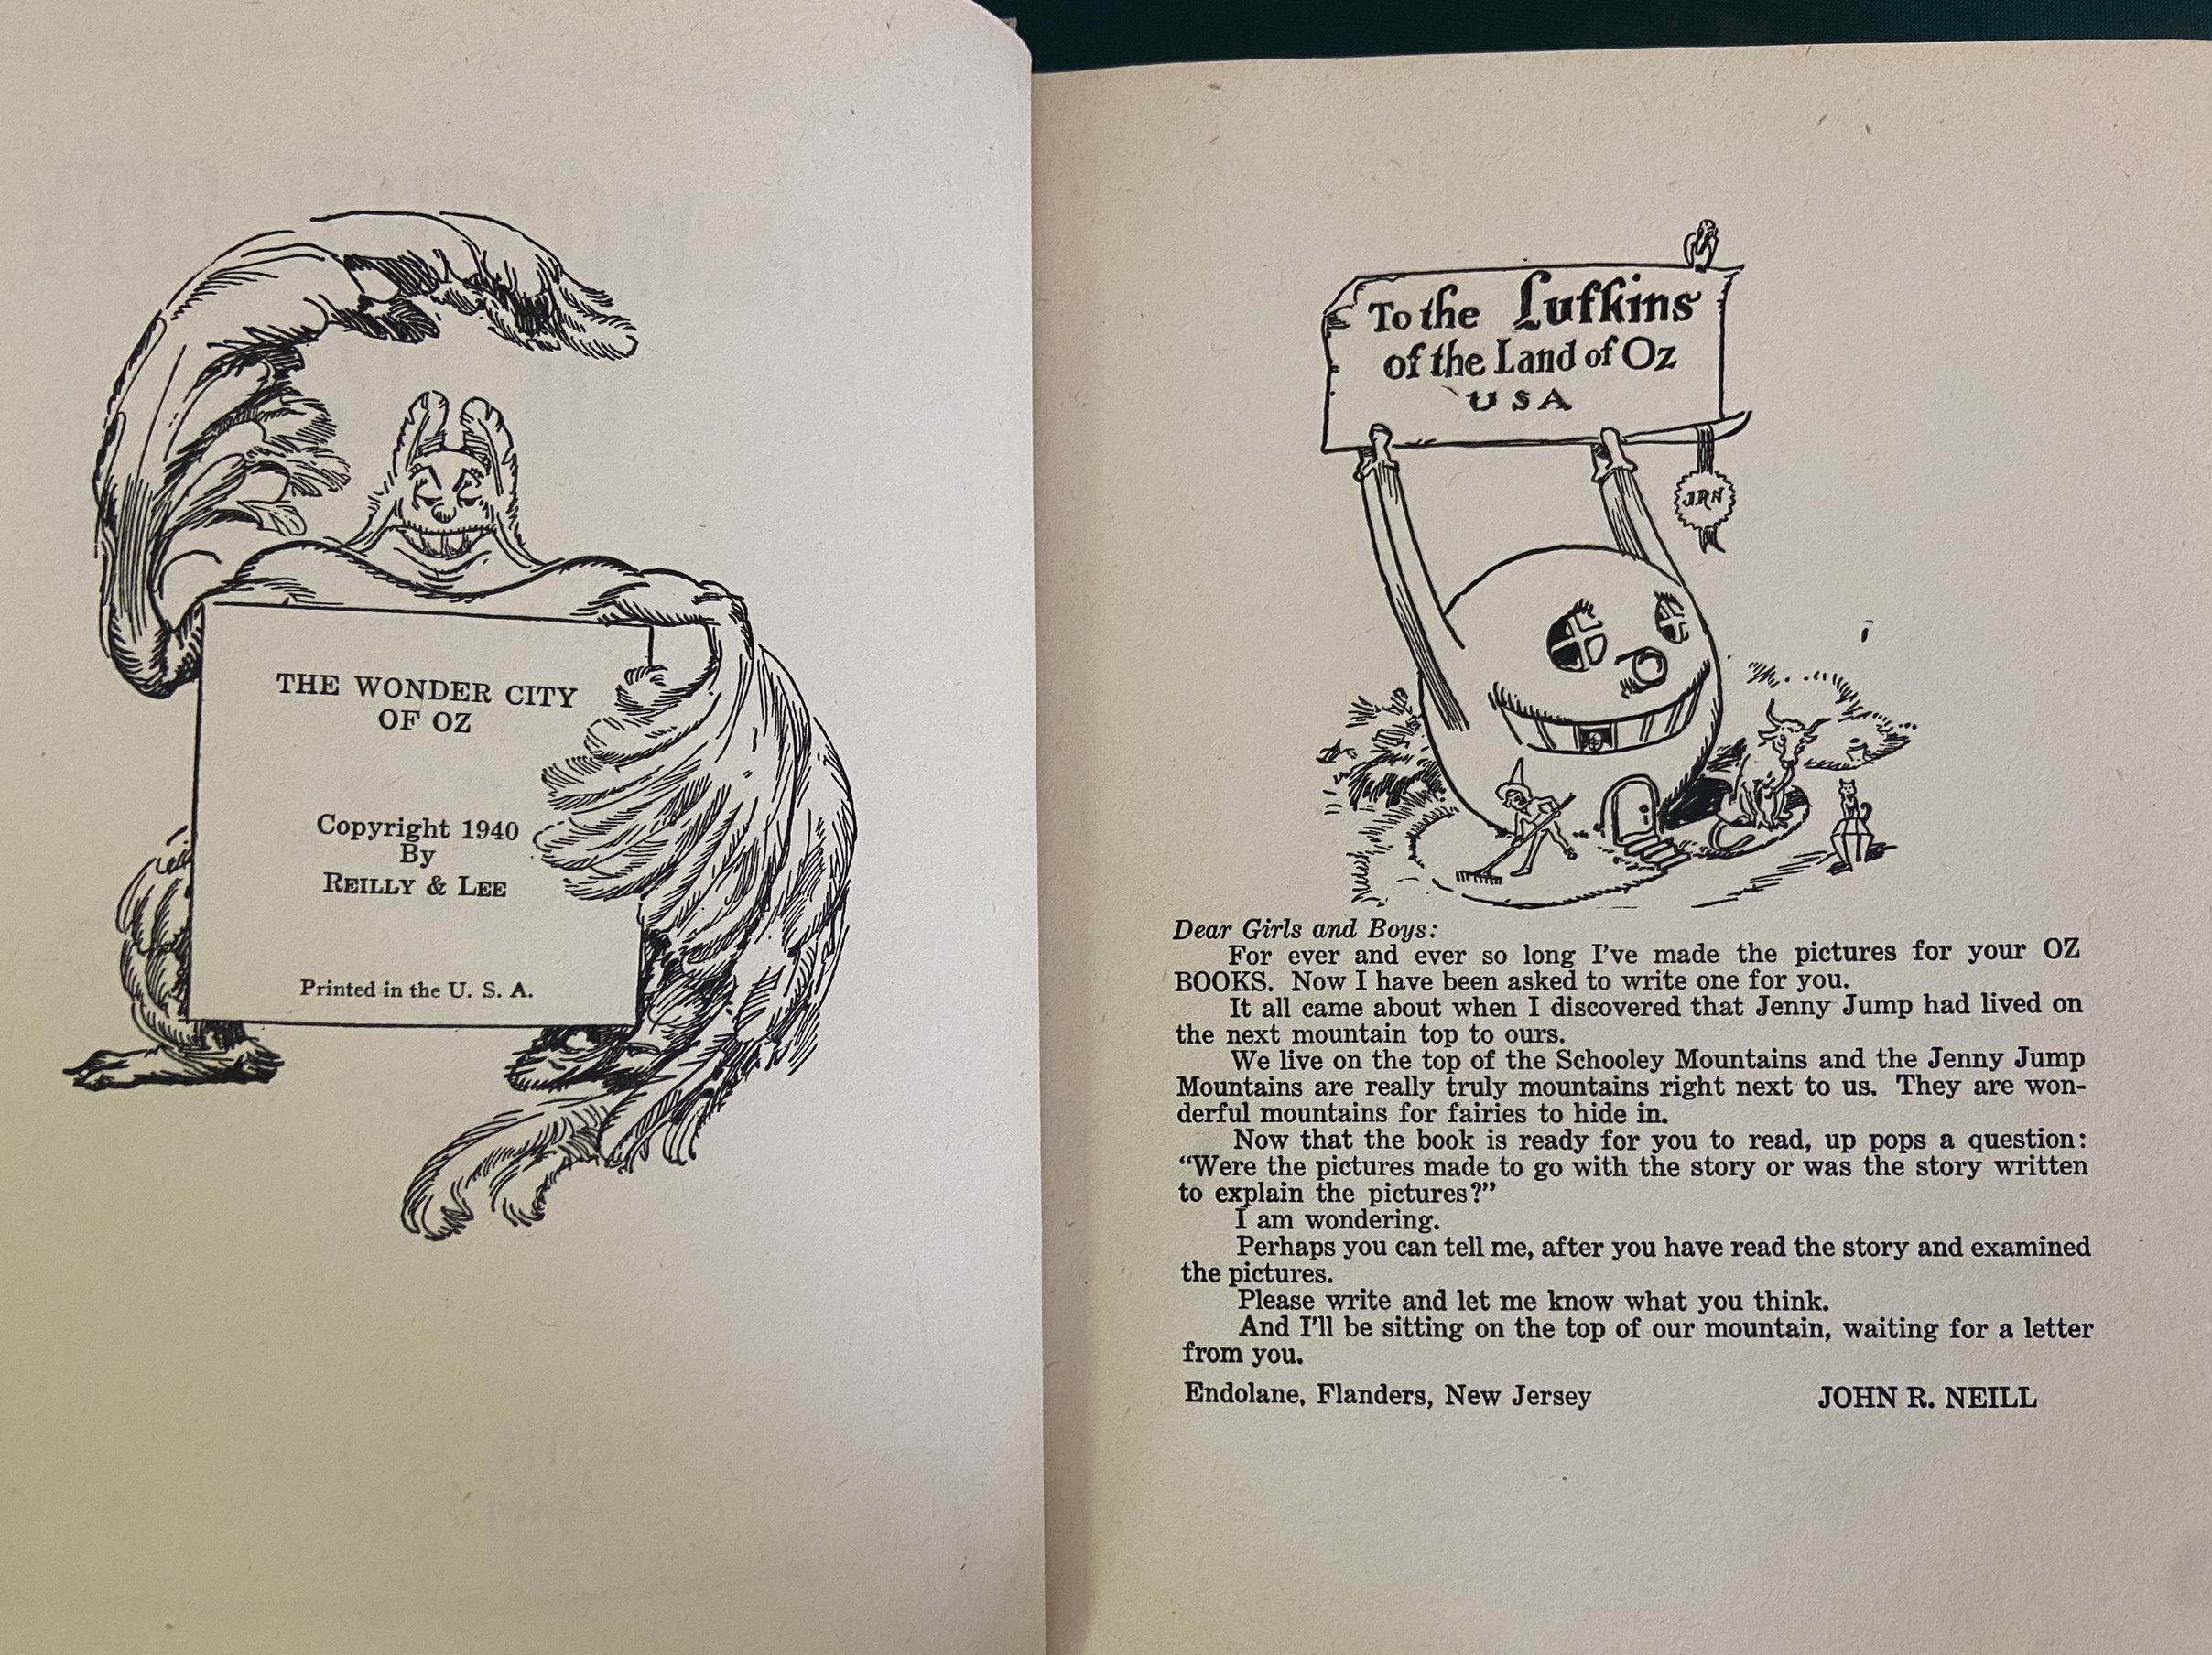 THE WONDER CITY
OF OZ
Copyright 1940
By
REILLY & LEE
Printed in the U. S. A.
To the Lufkins
of the Land of Oz
USA
JRN
Dear Girls and Boys:
For ever and ever so long I've made the pictures for your OZ
BOOKS. Now I have been asked to write one for you.
It all came about when I discovered that Jenny Jump had lived on
the next mountain top to ours.
We live on the top of the Schooley Mountains and the Jenny Jump
Mountains are really truly mountains right next to us. They are won-
derful mountains for fairies to hide in.
Now that the book is ready for you to read, up pops a question:
“Were the pictures made to go with the story or was the story written
to explain the pictures?”
I am wondering.
Perhaps you can tell me, after you have read the story and examined
the pictures.
Please write and let me know what you think.
And I'll be sitting on the top of our mountain, waiting for a letter
from you.
Endolane, Flanders, New Jersey JOHN R. NEILL